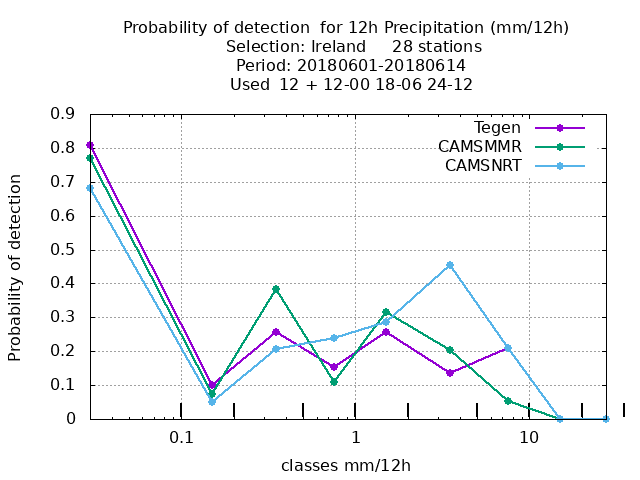 Probability of detection  for 12h Precipitation (mm/12h)
Selection: Ireland     28 stations
Period: 20180601-20180614
Used  12 + 12-00 18-06 24-12
Tegen
CAMSMMR
CAMSNRT
Probability of detection
0.9
0.8
0.7
0.6
0.5
0.4
0.3
0.2
0.1
0
0.1
1
10
classes mm/12h